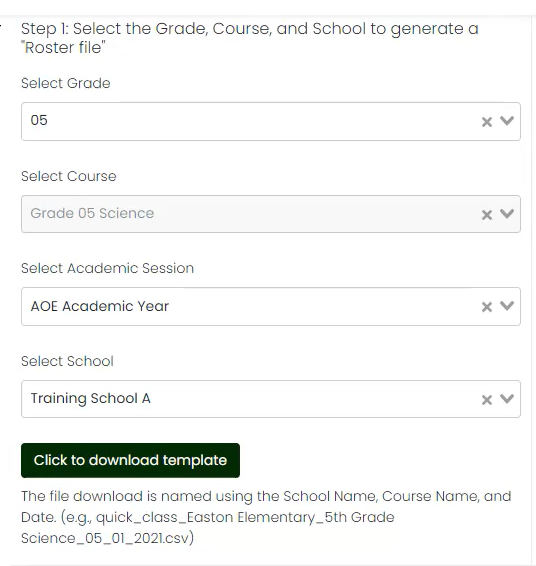 Step 1: Select the Grade, Course, and School to generate a
"Roster file"
Select Grade
05
Select Course
Grade 05 Science
Select Academic Session
AOE Academic Year
Select School
Training School A
Click to download template
The file download is named using the School Name, Course Name, and
Date. (e.g., quick_class_Easton Elementary_5th Grade
Science_05_01_2021.csv)